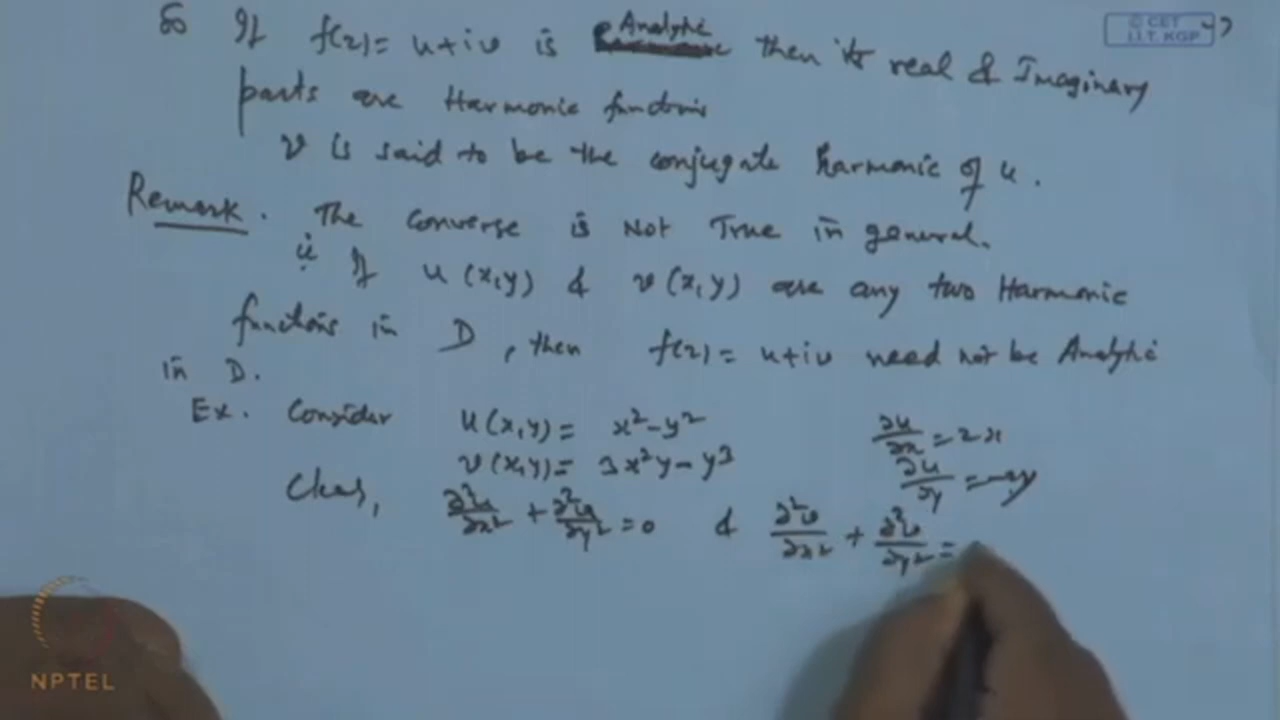 So If f(z) = u+iv is Analytic then its real & Imaginary
© CET
I.I.T. KGP
parts are Harmonic functions
v is said to be the conjugate harmonic of u.
Remark. The Converse is Not True in general.
ie If u(x,y) & v(x,y) are any two Harmonic
functions in D, then f(z) = u+iv need not be Analytic
in D.
Ex. Consider u(x,y) = x²-y² ∂u/∂x = 2x
v(x,y) = 3x²y-y³ ∂u/∂y = -2y
Clearly, ∂²u/∂x² + ∂²u/∂y² = 0 & ∂²v/∂x² + ∂²v/∂y² =
NPTEL